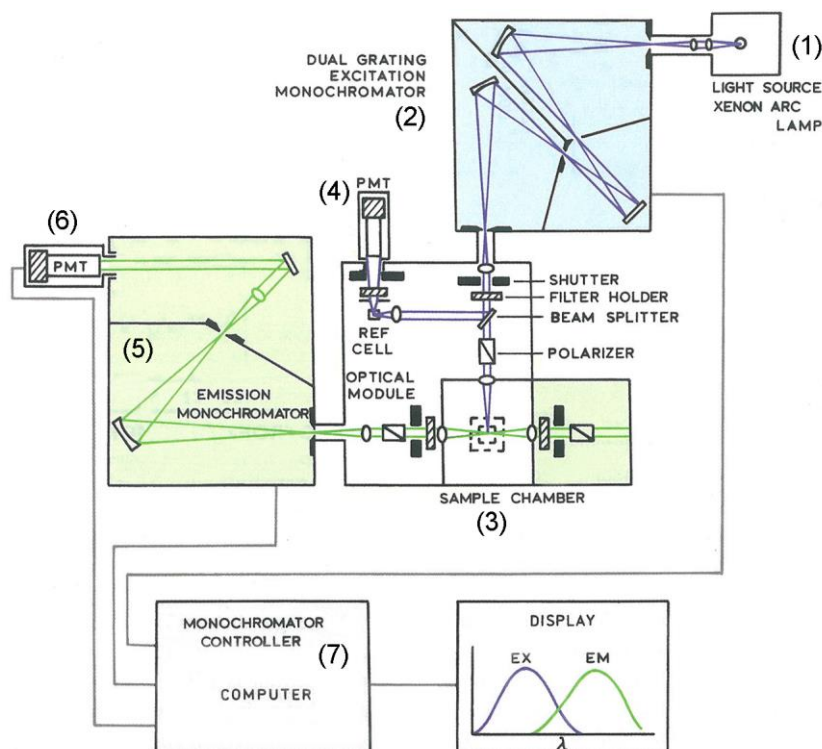 (1)
LIGHT SOURCE
XENON ARC
LAMP
DUAL GRATING
EXCITATION
MONOCHROMATOR
(2)
PMT
(4)
(6)
PMT
SHUTTER
FILTER HOLDER
BEAM SPLITTER
REF
CELL
POLARIZER
(5)
OPTICAL
MODULE
EMISSION
MONOCHROMATOR
SAMPLE CHAMBER
(3)
MONOCHROMATOR
CONTROLLER
(7)
COMPUTER
DISPLAY
EX
EM
λ